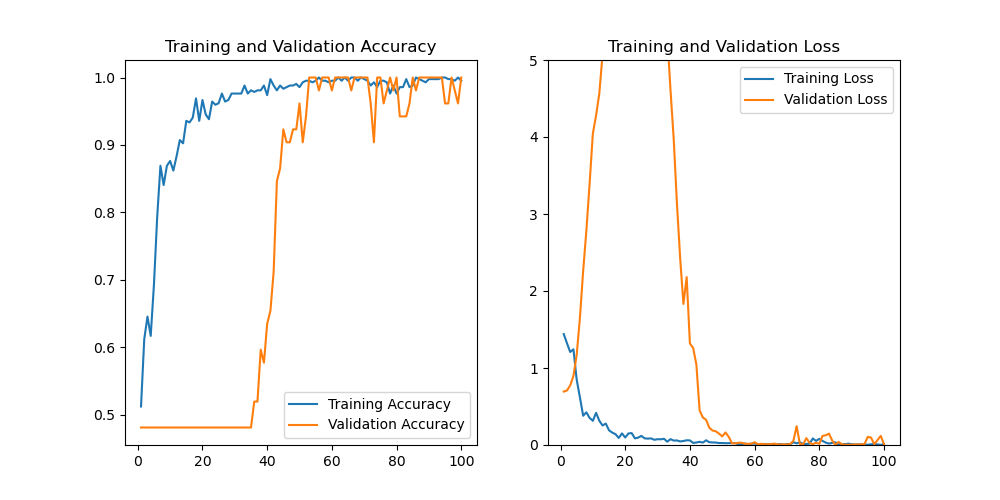 Training and Validation Accuracy
1.0
0.9
0.8
0.7
0.6
0.5
Training Accuracy
Validation Accuracy
0 20 40 60 80 100
Training and Validation Loss
5
4
3
2
1
0
Training Loss
Validation Loss
0 20 40 60 80 100